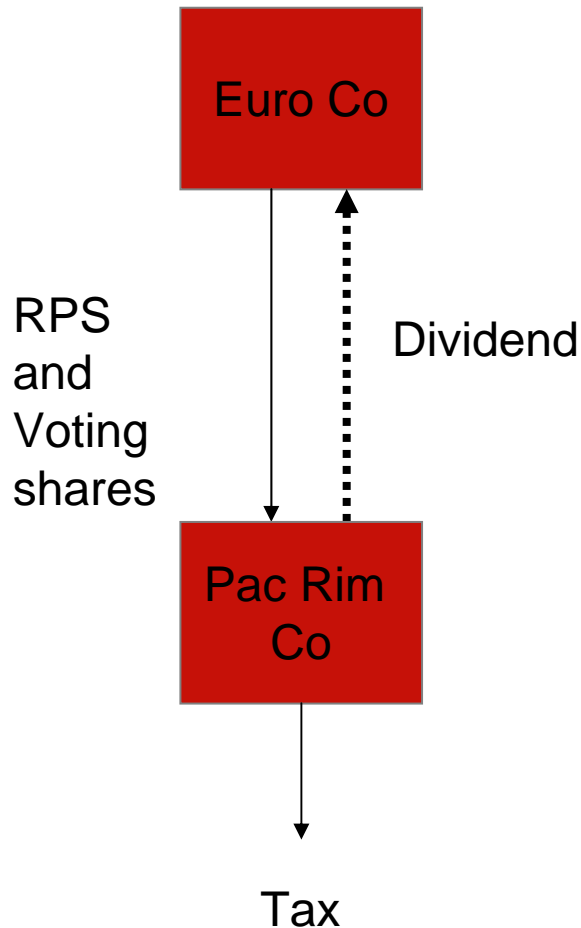 Euro Co
RPS
and
Voting
shares
Dividend
Pac Rim
Co
Tax